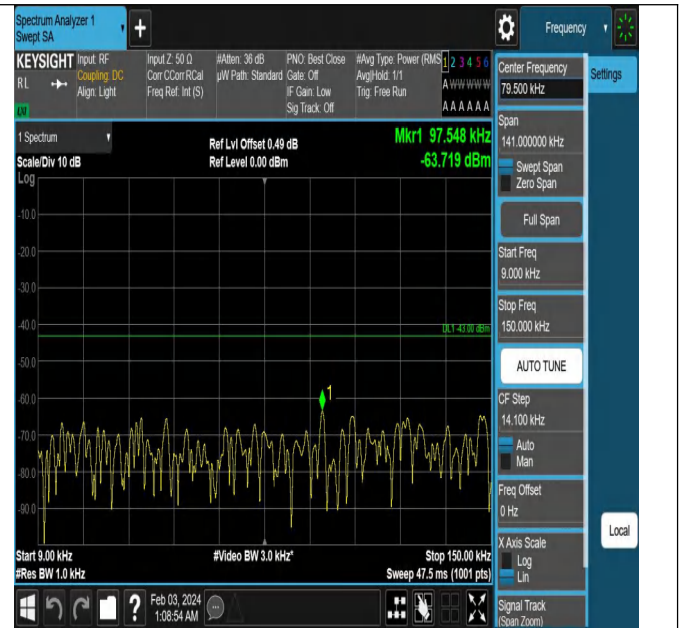 Spectrum Analyzer 1
Swept SA
+
Frequency
KEYSIGHT
Input: RF
Input Z: 50 Ω
#Atten: 36 dB
PNO: Best Close
#Avg Type: Power (RMS
1 2 3 4 5 6
RL
Coupling: DC
Corr CCorr RCal
µW Path: Standard
Gate: Off
Avg|Hold: 1/1
A W W W W W
Align: Light
Freq Ref: Int (S)
IF Gain: Low
Trig: Free Run
Sig Track: Off
A A A A A A
1 Spectrum
Ref Lvl Offset 0.49 dB
Mkr1 97.548 kHz
Scale/Div 10 dB
Ref Level 0.00 dBm
-63.719 dBm
Log
-10.0
-20.0
-30.0
-40.0
DL1 -43.00 dBm
-50.0
-60.0
1
-70.0
-80.0
-90.0
Start 9.00 kHz
#Video BW 3.0 kHz*
Stop 150.00 kHz
#Res BW 1.0 kHz
Sweep 47.5 ms (1001 pts)
?
Feb 03, 2024
1:08:54 AM
Center Frequency
79.500 kHz
Settings
Span
141.000000 kHz
Swept Span
Zero Span
Full Span
Start Freq
9.000 kHz
Stop Freq
150.000 kHz
AUTO TUNE
CF Step
14.100 kHz
Auto
Man
Freq Offset
0 Hz
Local
X Axis Scale
Log
Lin
Signal Track
(Span Zoom)